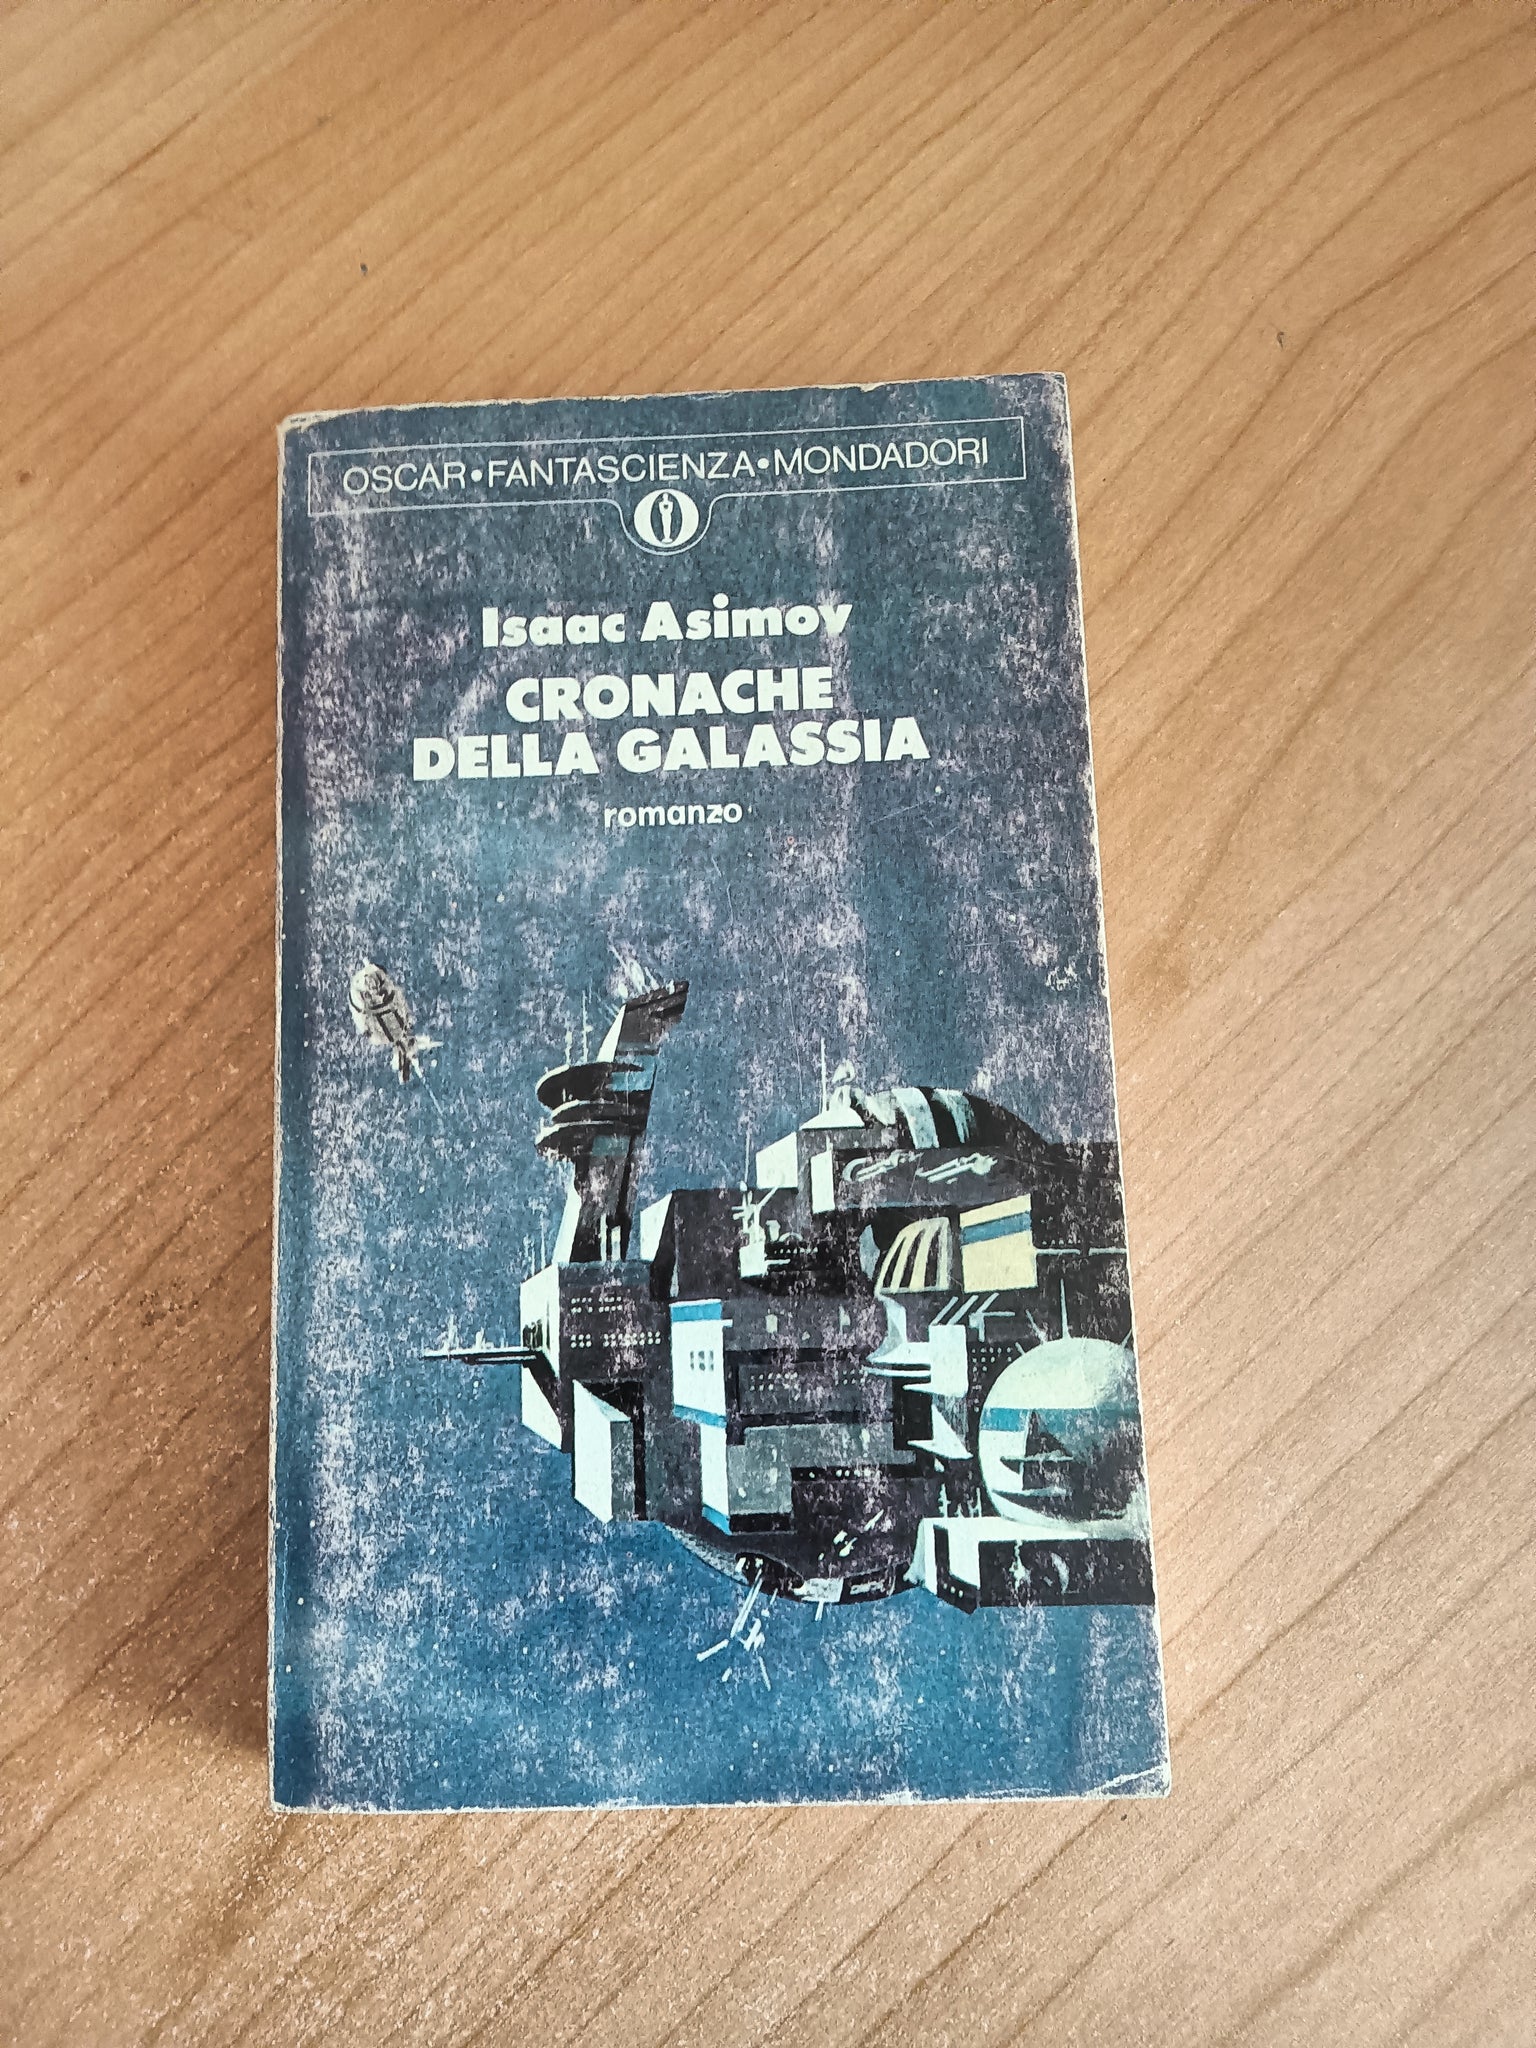 OSCAR•FANTASCIENZA•MONDADORI
Isaac Asimov
CRONACHE
DELLA GALASSIA
romanzo